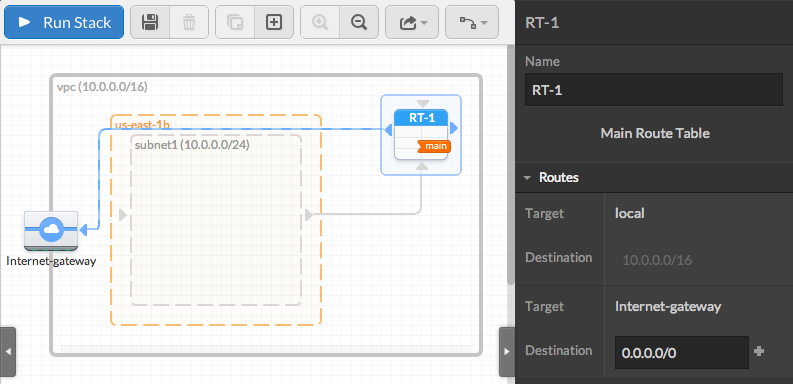 Run Stack
vpc (10.0.0.0/16)
us-east-1b
subnet1 (10.0.0.0/24)
RT-1
main
Internet-gateway
RT-1
Name
RT-1
Main Route Table
Routes
Target local
Destination 10.0.0.0/16
Target Internet-gateway
Destination 0.0.0.0/0